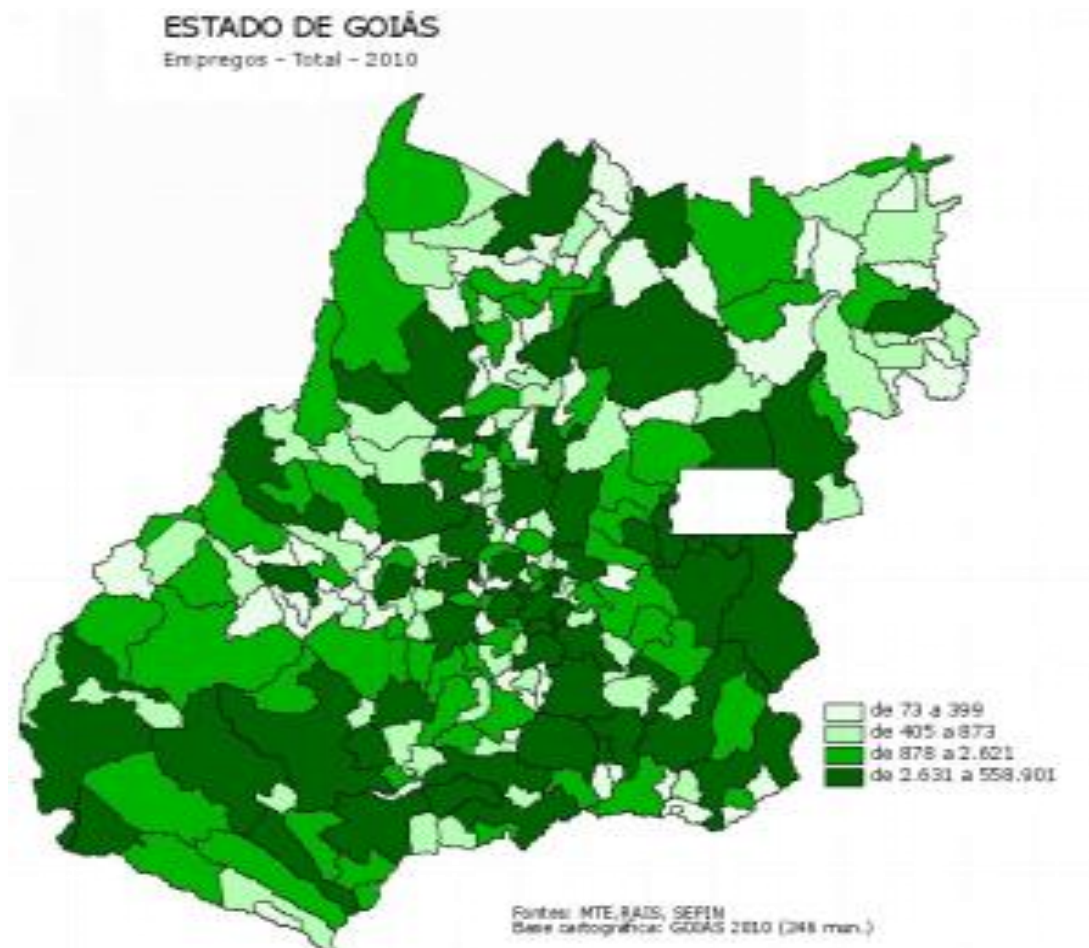 ESTADO DE GOIÁS
Empregos - Total - 2010
de 73 a 399
de 405 a 873
de 878 a 2.621
de 2.631 a 558.901
Fontes: MTE,RAIS, SEFIN
Base cartográfica: GOIÁS 2010 (246 mun.)